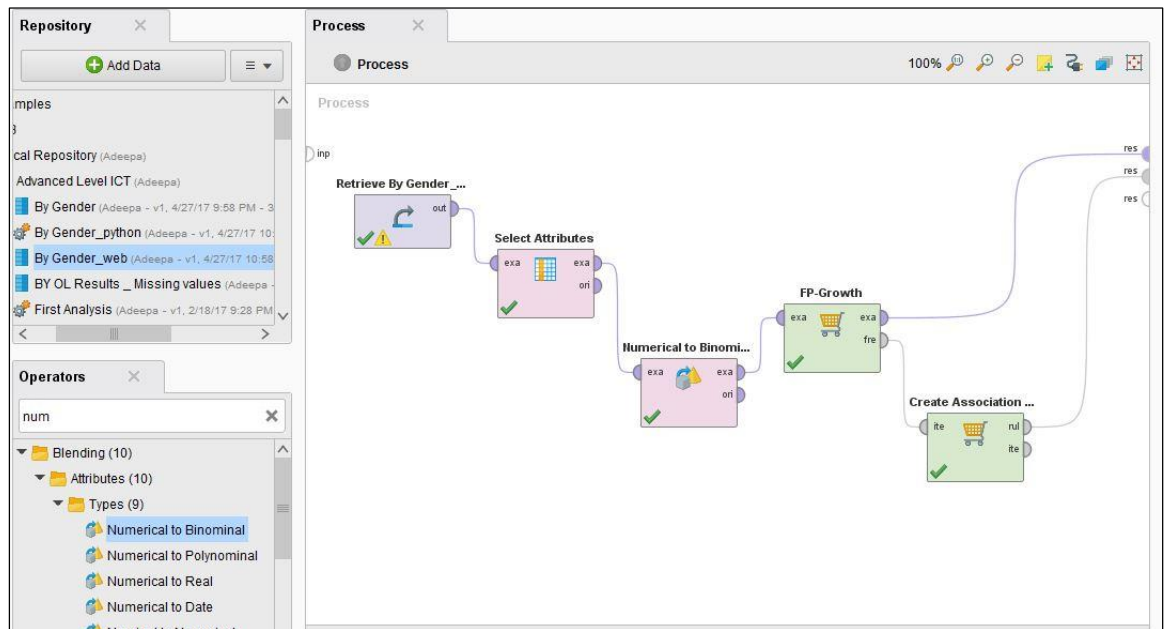 Repository
Add Data
mples
cal Repository (Adeepa)
Advanced Level ICT (Adeepa)
By Gender (Adeepa - v1, 4/27/17 9:58 PM - 3
By Gender_python (Adeepa - v1, 4/27/17 10:
By Gender_web (Adeepa - v1, 4/27/17 10:58
BY OL Results _ Missing values (Adeepa -
First Analysis (Adeepa - v1, 2/18/17 9:28 PM
Operators
num
Blending (10)
Attributes (10)
Types (9)
Numerical to Binominal
Numerical to Polynominal
Numerical to Real
Numerical to Date
Process
Process
100%
Process
inp
res
res
res
Retrieve By Gender_...
out
Select Attributes
exa exa
ori
Numerical to Binomi...
exa exa
ori
FP-Growth
exa exa
fre
Create Association ...
ite rul
ite